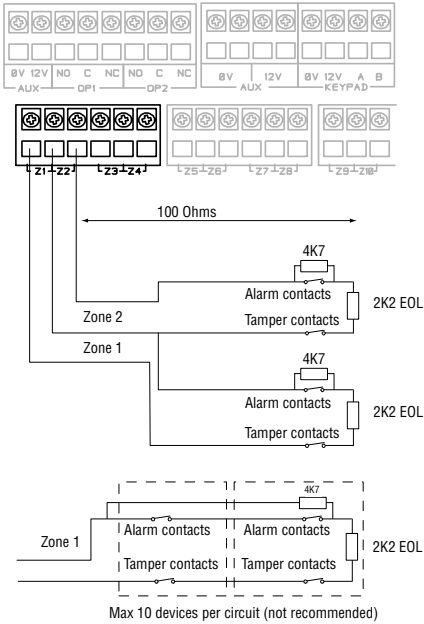 0V 12V NO C NC NO C NC 0V 12V 0V 12V A B
AUX OP1 OP2 AUX KEYPAD
Z1 Z2 Z3 Z4 Z5 Z6 Z7 Z8 Z9 Z10
100 Ohms
4K7
Alarm contacts
2K2 EOL
Zone 2
Tamper contacts
Zone 1
4K7
Alarm contacts
2K2 EOL
Tamper contacts
4K7
Zone 1
Alarm contacts
Alarm contacts
2K2 EOL
Tamper contacts
Tamper contacts
Max 10 devices per circuit (not recommended)